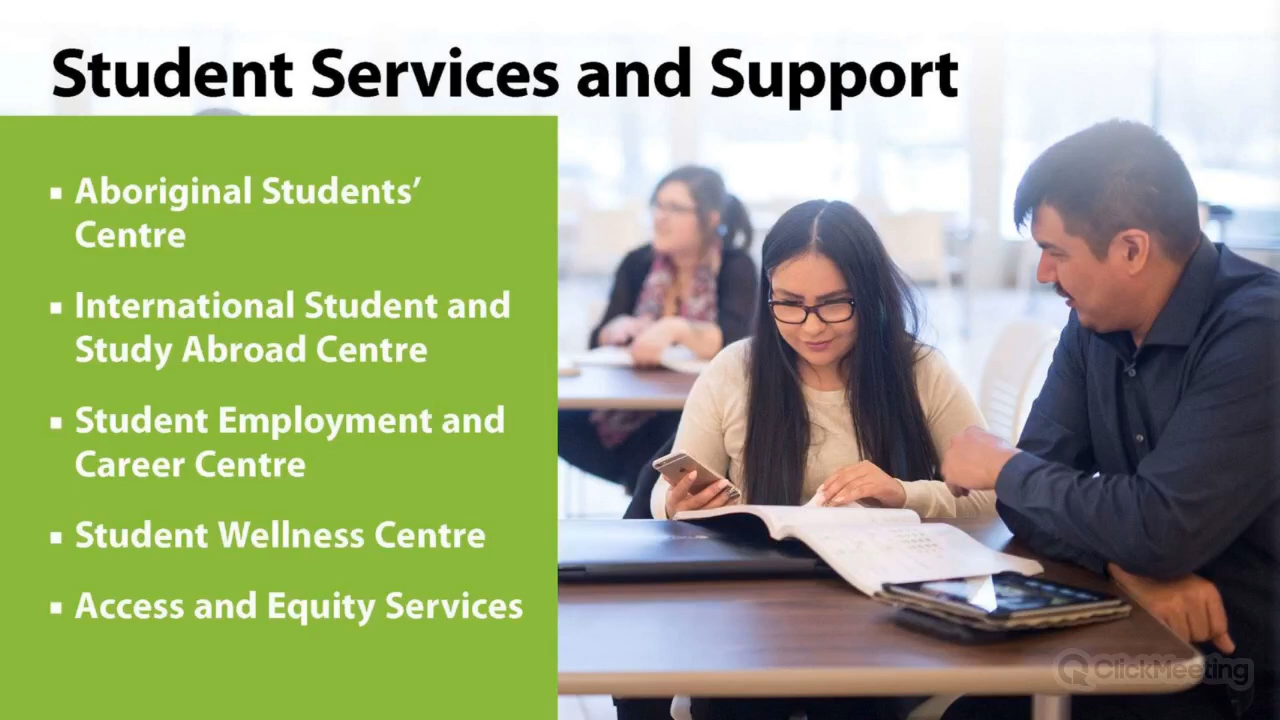 Student Services and Support
▪ Aboriginal Students’
Centre
▪ International Student and
Study Abroad Centre
▪ Student Employment and
Career Centre
▪ Student Wellness Centre
▪ Access and Equity Services
ClickMeeting